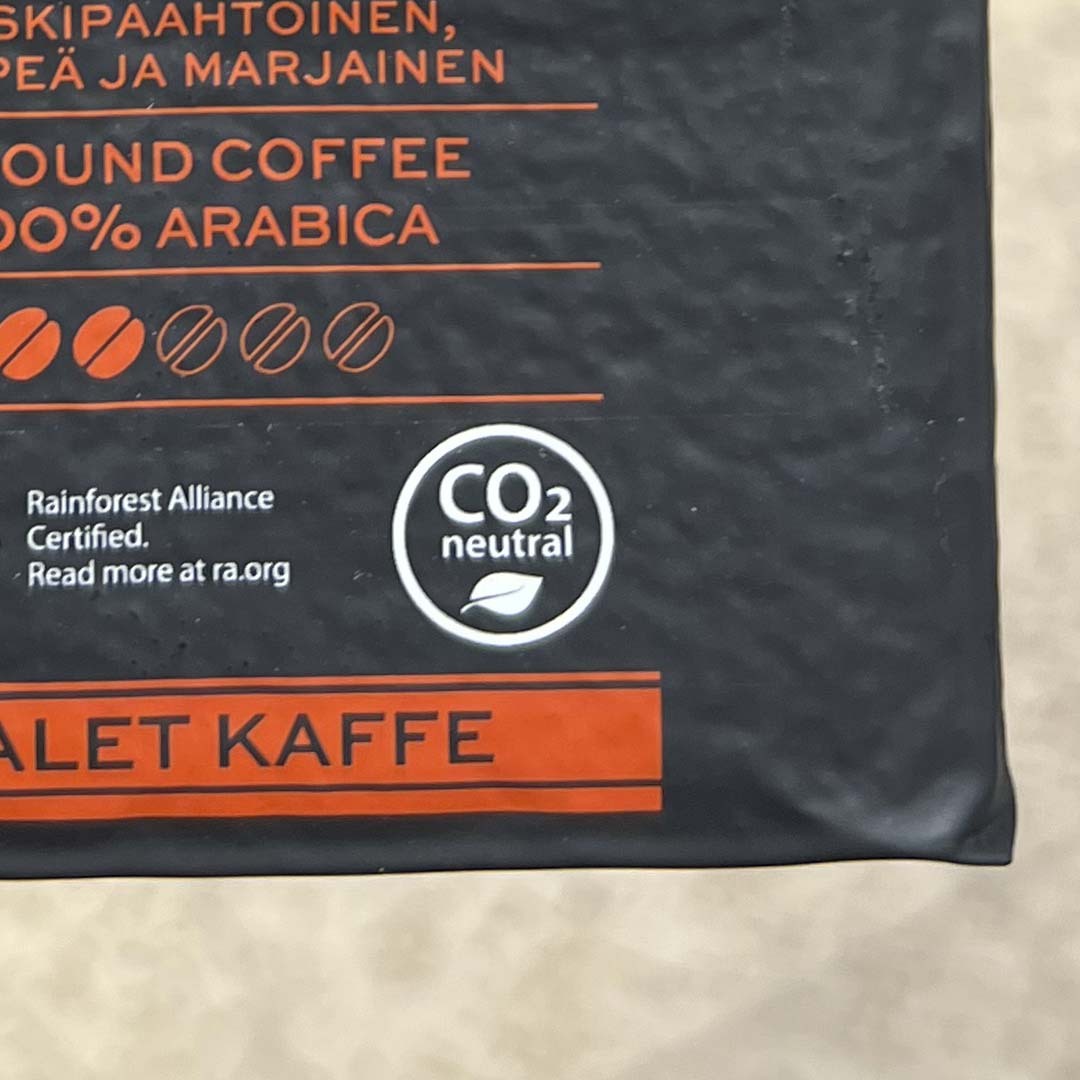 SKIPAAHTOINEN,
PEÄ JA MARJAINEN
OUND COFFEE
00% ARABICA
Rainforest Alliance
Certified.
Read more at ra.org
CO2
neutral
ALET KAFFE